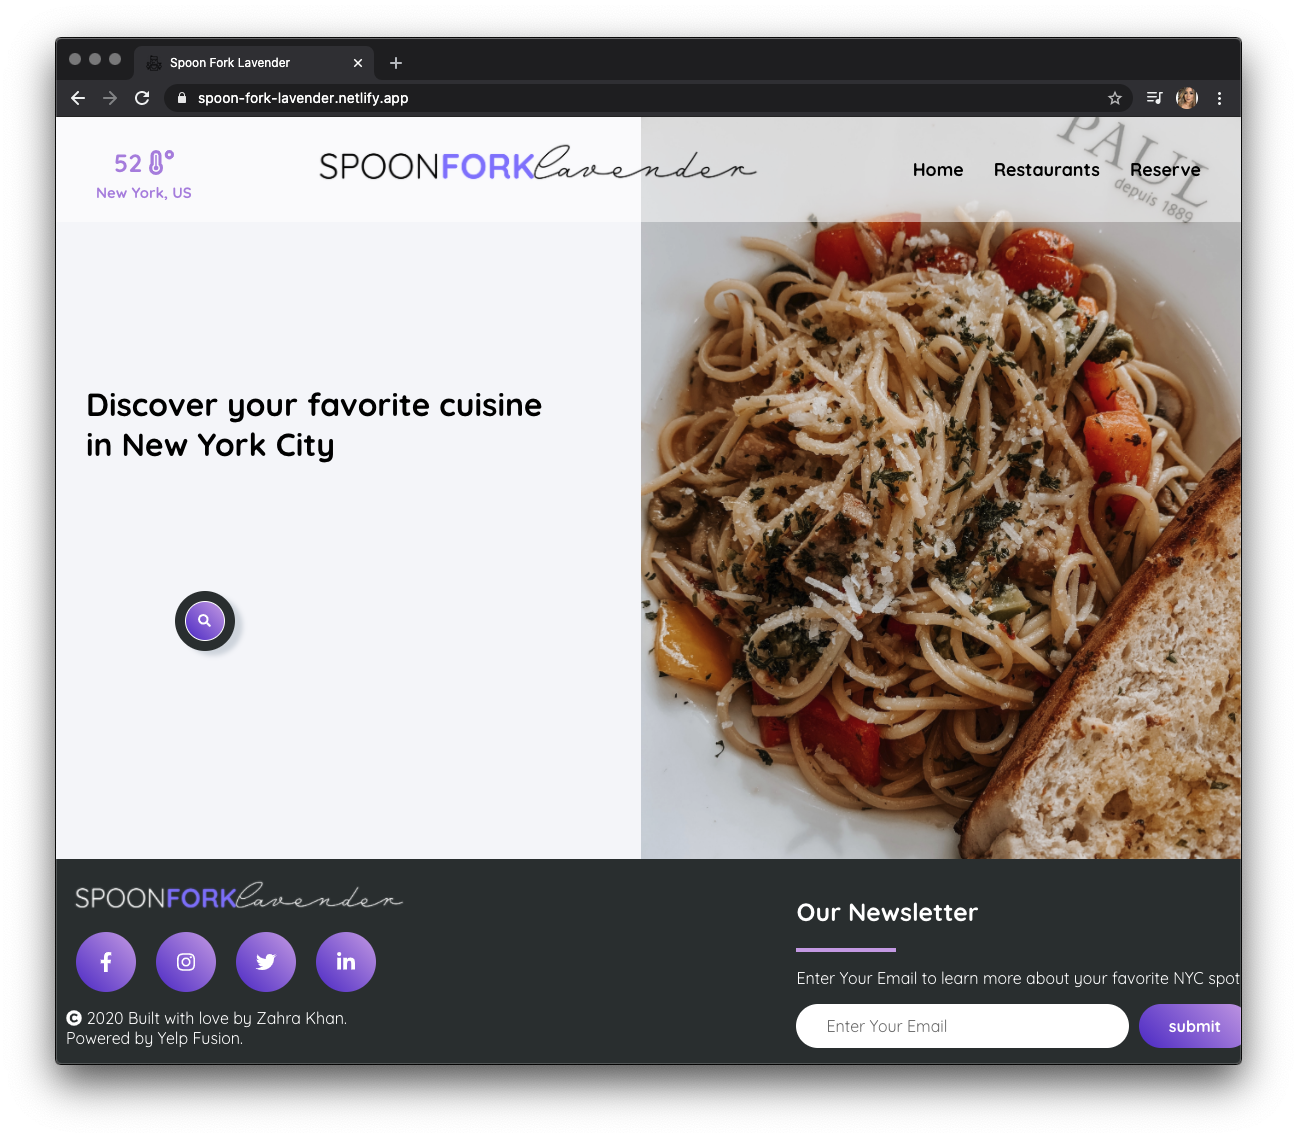 Spoon Fork Lavender
spoon-fork-lavender.netlify.app
52
New York, US
SPOONFORKlavender
Home Restaurants Reserve
PAUL
depuis 1889
Discover your favorite cuisine
in New York City
SPOONFORKlavender
2020 Built with love by Zahra Khan.
Powered by Yelp Fusion.
Our Newsletter
Enter Your Email to learn more about your favorite NYC spot
Enter Your Email
submit